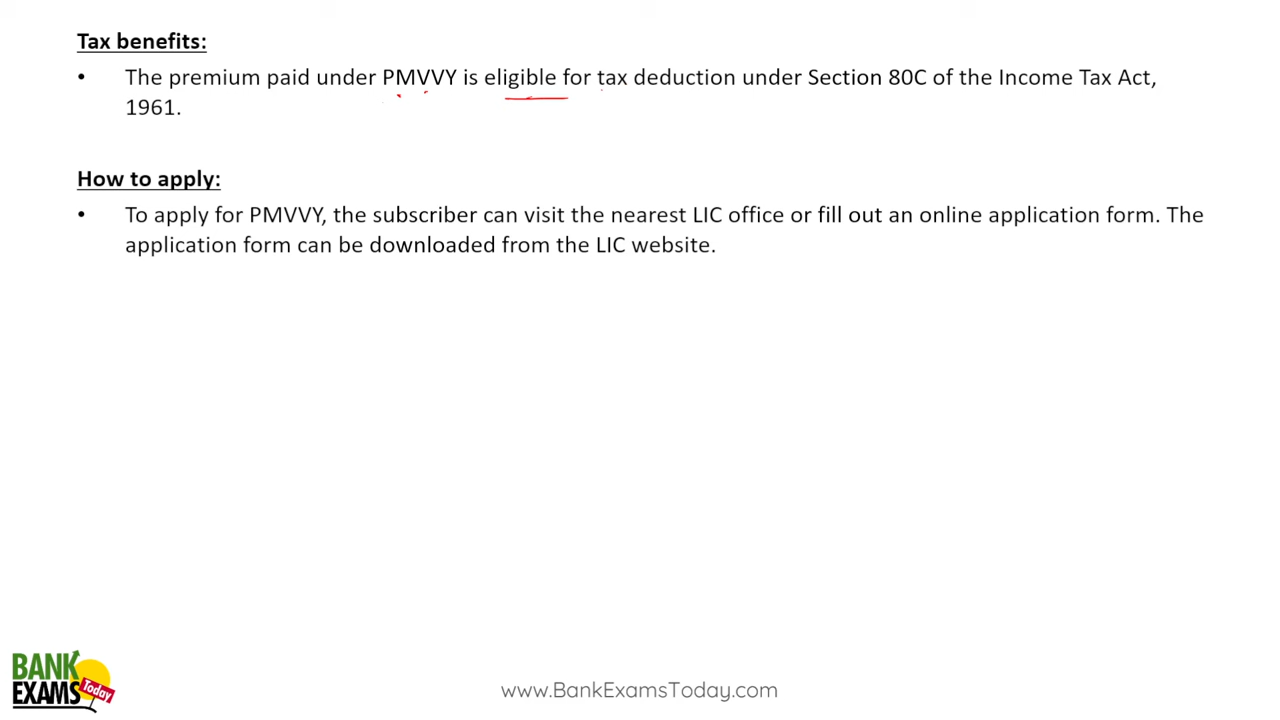 Tax benefits:
• The premium paid under PMVVY is eligible for tax deduction under Section 80C of the Income Tax Act,
1961.
How to apply:
• To apply for PMVVY, the subscriber can visit the nearest LIC office or fill out an online application form. The
application form can be downloaded from the LIC website.
BANK
EXAMS Today
www.BankExamsToday.com